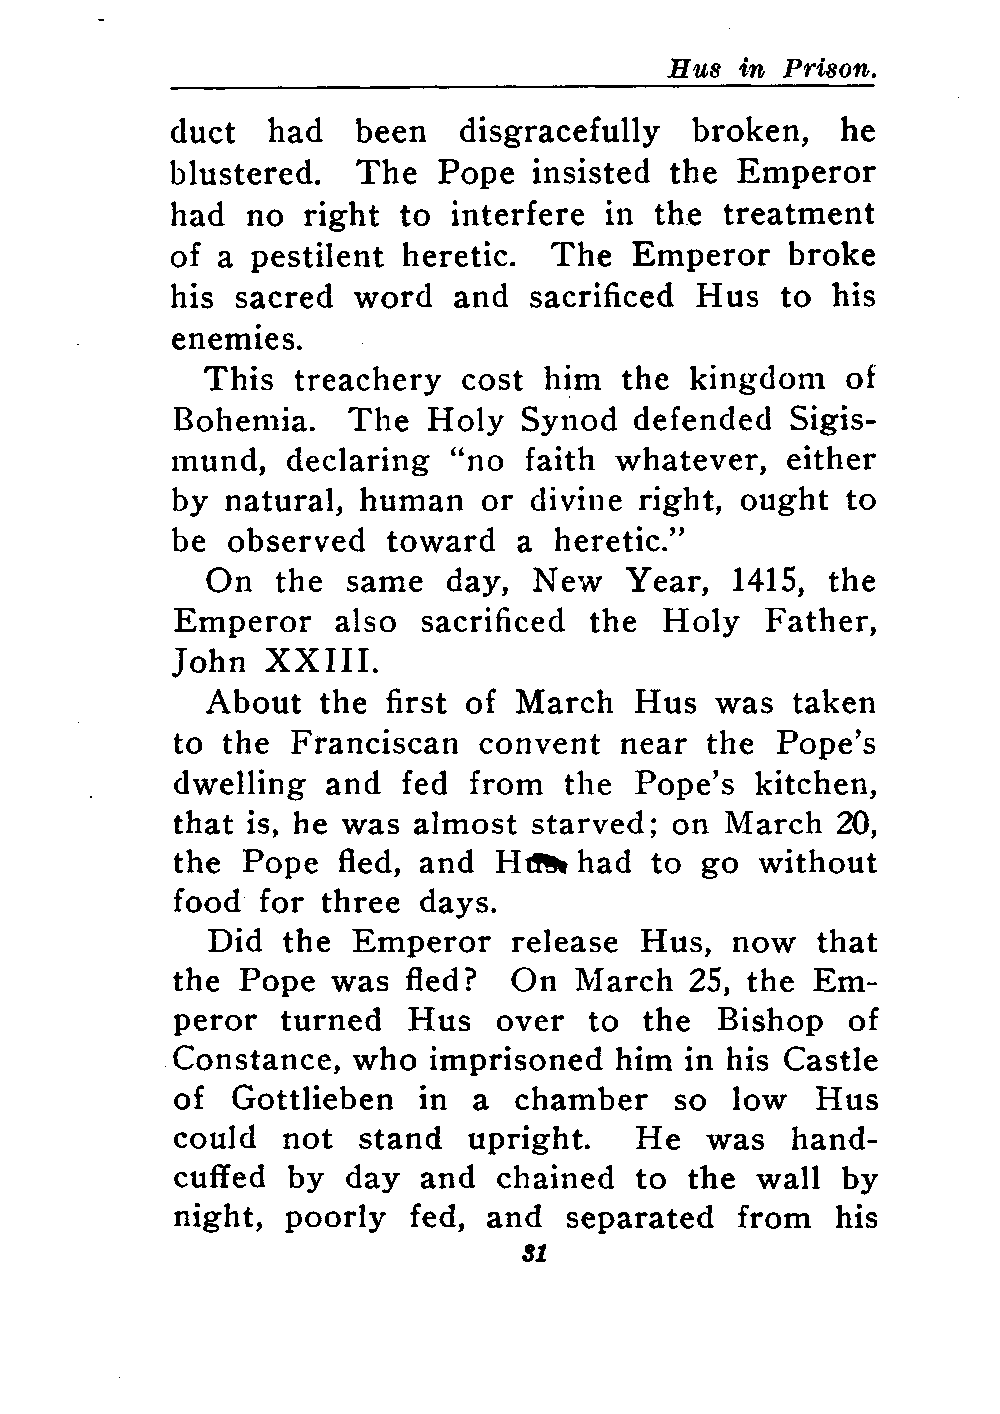 Hus in Prison.
duct had been disgracefully broken, he
blustered. The Pope insisted the Emperor
had no right to interfere in the treatment
of a pestilent heretic. The Emperor broke
his sacred word and sacrificed Hus to his
enemies.
This treachery cost him the kingdom of
Bohemia. The Holy Synod defended Sigis-
mund, declaring “no faith whatever, either
by natural, human or divine right, ought to
be observed toward a heretic.”
On the same day, New Year, 1415, the
Emperor also sacrificed the Holy Father,
John XXIII.
About the first of March Hus was taken
to the Franciscan convent near the Pope’s
dwelling and fed from the Pope’s kitchen,
that is, he was almost starved; on March 20,
the Pope fled, and had to go without
food for three days.
Did the Emperor release Hus, now that
the Pope was fled? On March 25, the Em-
peror turned Hus over to the Bishop of
Constance, who imprisoned him in his Castle
of Gottlieben in a chamber so low Hus
could not stand upright. He was hand-
cuffed by day and chained to the wall by
night, poorly fed, and separated from his
31